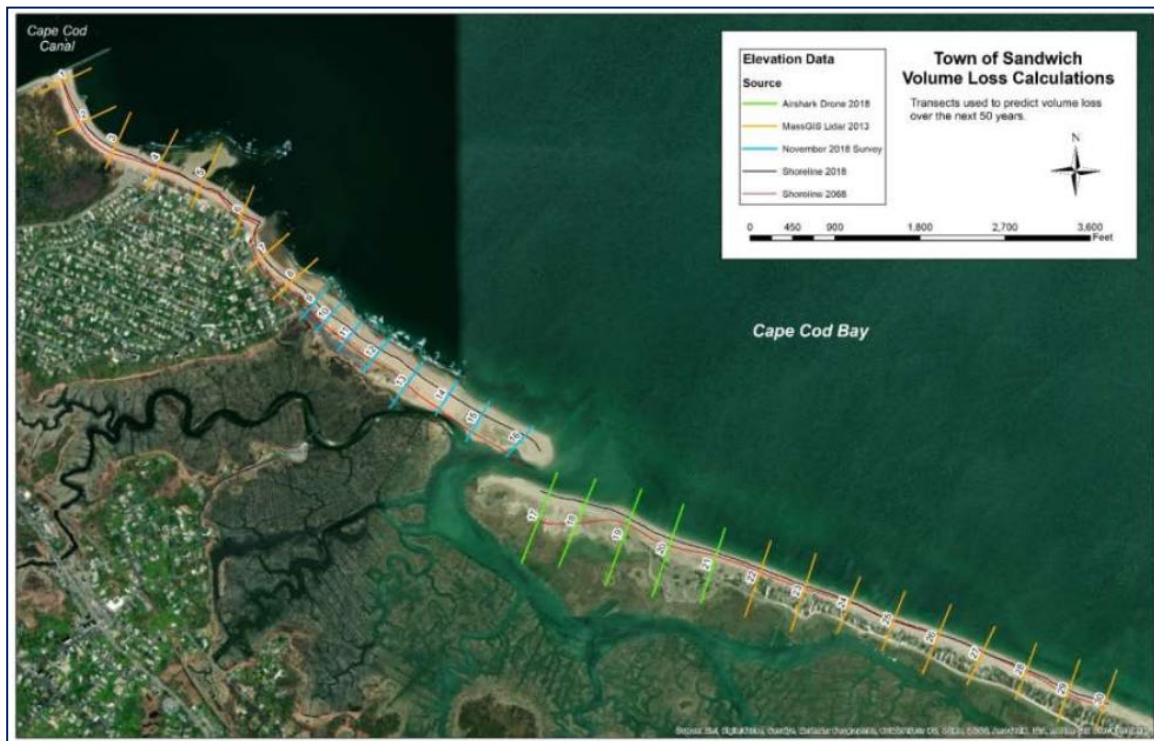 Cape Cod
Canal
Elevation Data
Source
Airshark Drone 2018
MassGIS Lidar 2013
November 2018 Survey
Shoreline 2018
Shoreline 2068
Town of Sandwich
Volume Loss Calculations
Transects used to predict volume loss
over the next 50 years.
N
0 450 900 1,800 2,700 3,600
Feet
1
2
3
4
5
6
7
8
9
10
11
12
13
14
15
16
Cape Cod Bay
17
18
19
20
21
22
23
24
25
26
27
28
29
30